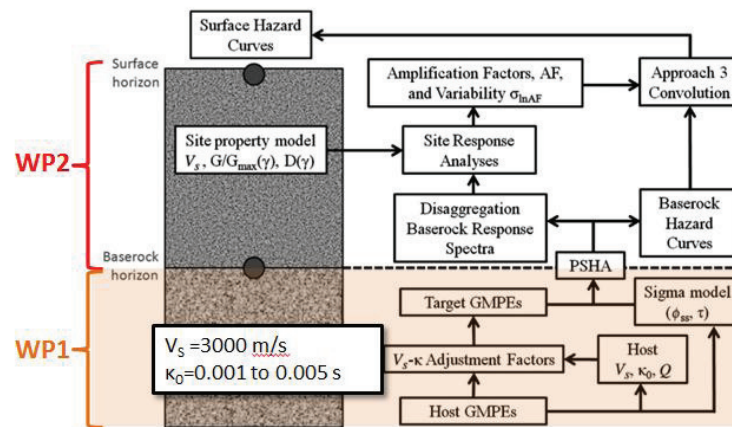 Surface Hazard
Curves
Surface
horizon
Amplification Factors, AF,
and Variability σlnAF
Approach 3
Convolution
WP2
Site property model
Vs, G/Gmax(γ), D(γ)
Site Response
Analyses
Disaggregation
Baserock Response
Spectra
Baserock
Hazard
Curves
Baserock
horizon
PSHA
Target GMPEs
Sigma model
(ϕss, τ)
WP1
VS =3000 m/s
κ0=0.001 to 0.005 s
Vs-κ Adjustment Factors
Host
Vs, κ0, Q
Host GMPEs